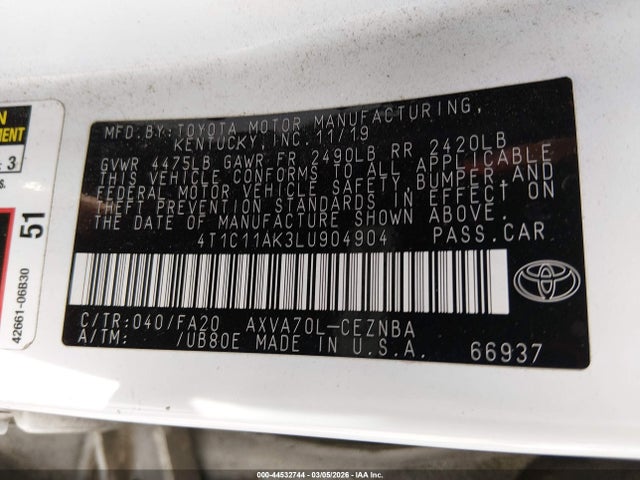 MFD. BY: TOYOTA MOTOR MANUFACTURING,
KENTUCKY, INC. 11/19
GVWR 4475LB GAWR FR 2490LB RR 2420LB
THIS VEHICLE CONFORMS TO ALL APPLICABLE
FEDERAL MOTOR VEHICLE SAFETY, BUMPER AND
THEFT PREVENTION STANDARDS IN EFFECT ON
THE DATE OF MANUFACTURE SHOWN ABOVE.
4T1C11AK3LU904904 PASS.CAR
C/TR:040/FA20 AXVA70L-CEZNBA
A/TM: /UB80E MADE IN U.S.A. 66937
3
51
42661-06B30
000-44532744 | 03/05/2026 | IAA Inc.